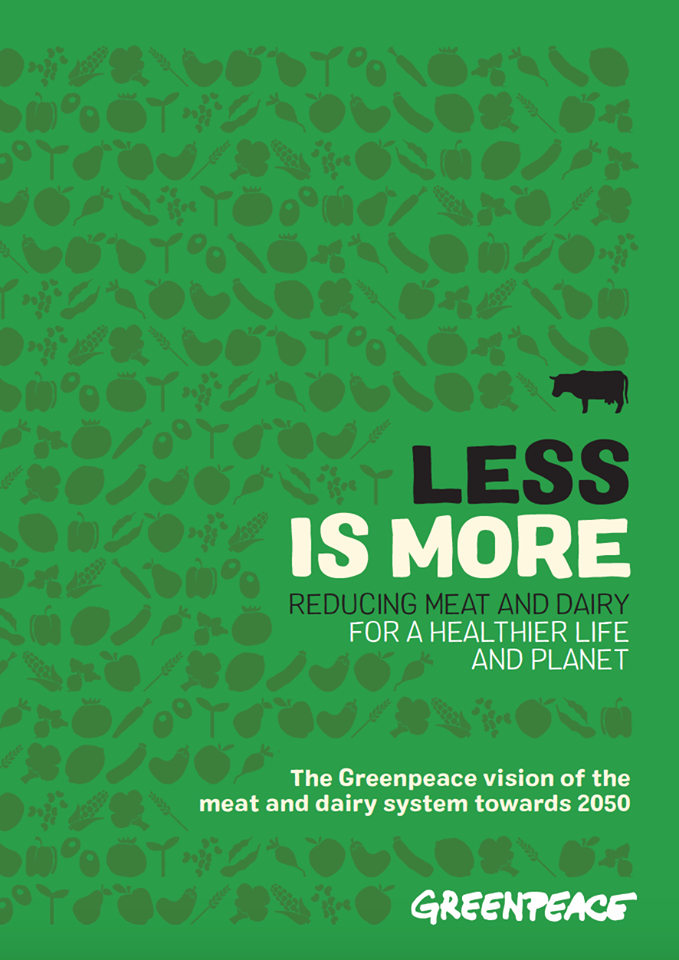 LESS
IS MORE
REDUCING MEAT AND DAIRY
FOR A HEALTHIER LIFE
AND PLANET
The Greenpeace vision of the
meat and dairy system towards 2050
GREENPEACE